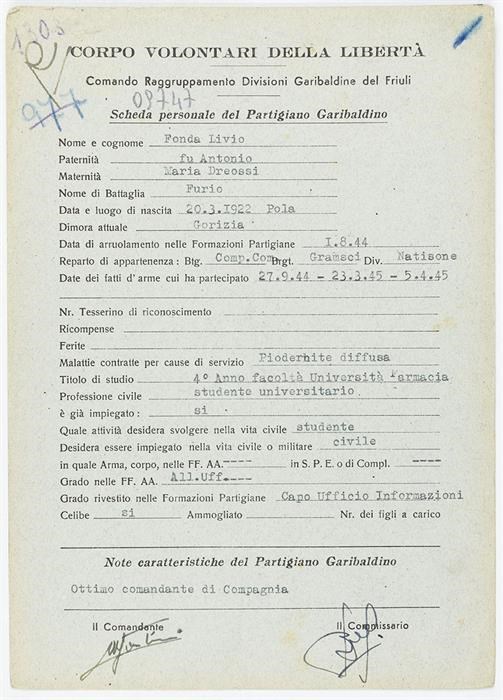 1303
CORPO VOLONTARI DELLA LIBERTÀ
Comando Raggruppamento Divisioni Garibaldine del Friuli
977
09747
Scheda personale del Partigiano Garibaldino
Nome e cognome Fonda Livio
Paternità fu Antonio
Maternità Maria Dreossi
Nome di Battaglia Furio
Data e luogo di nascita 20.3.1922 Pola
Dimora attuale Gorizia
Data di arruolamento nelle Formazioni Partigiane 1.8.44
Reparto di appartenenza: Btg. Comp.Com. Brgt. Gramsci Div. Natisone
Date dei fatti d'arme cui ha partecipato 27.9.44 - 23.3.45 - 5.4.45
Nr. Tesserino di riconoscimento
Ricompense
Ferite
Malattie contratte per cause di servizio Pioderhite diffusa
Titolo di studio 4° Anno facoltà Università Farmacia
Professione civile studente universitario
è già impiegato: si
Quale attività desidera svolgere nella vita civile studente
Desidera essere impiegato nella vita civile o militare civile
in quale Arma, corpo, nelle FF. AA. ---- in S. P. E. o di Compl. ----
Grado nelle FF. AA. All.Uff.----
Grado rivestito nelle Formazioni Partigiane Capo Ufficio Informazioni
Celibe si Ammogliato Nr. dei figli a carico
Note caratteristiche del Partigiano Garibaldino
Ottimo comandante di Compagnia
Il Comandante Il Commissario